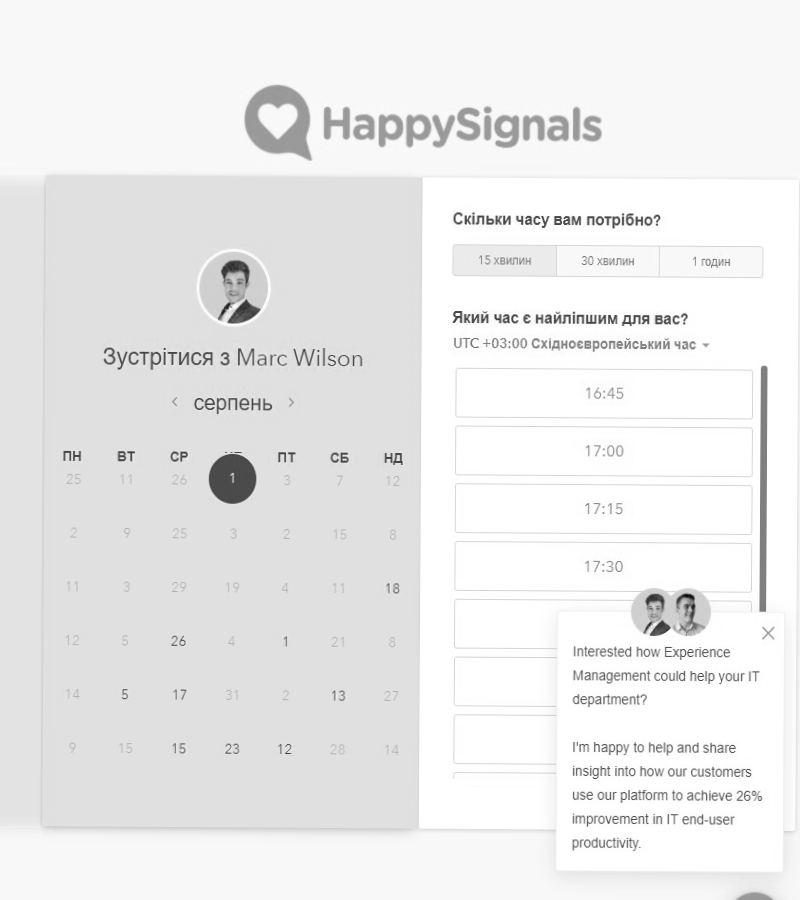 HappySignals
Зустрітися з Marc Wilson
серпень
ПН ВТ СР ПТ СБ НД
25 11 26 1 3 7 12
2 9 25 3 2 15 8
11 3 29 19 4 11 18
12 5 26 4 1 21 8
14 5 17 31 2 13 27
9 15 15 23 12 28 14
Скільки часу вам потрібно?
15 хвилин 30 хвилин 1 годин
Який час є найліпшим для вас?
UTC +03:00 Східноєвропейський час
16:45
17:00
17:15
17:30
Interested how Experience
Management could help your IT
department?
I'm happy to help and share
insight into how our customers
use our platform to achieve 26%
improvement in IT end-user
productivity.